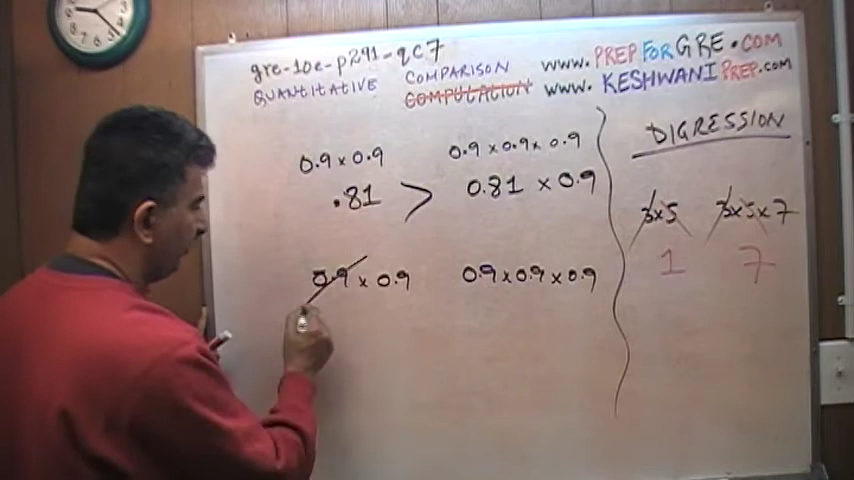 gre-10e-p291-qc7
QUANTITATIVE COMPARISON
COMPUTATION
www.PREPFORGRE.COM
www.KESHWANIPREP.com
DIGRESSION
0.9 x 0.9 0.9 x 0.9 x 0.9
.81 > 0.81 x 0.9
3x5 3x5x7
1 7
0.9 x 0.9 0.9 x 0.9 x 0.9